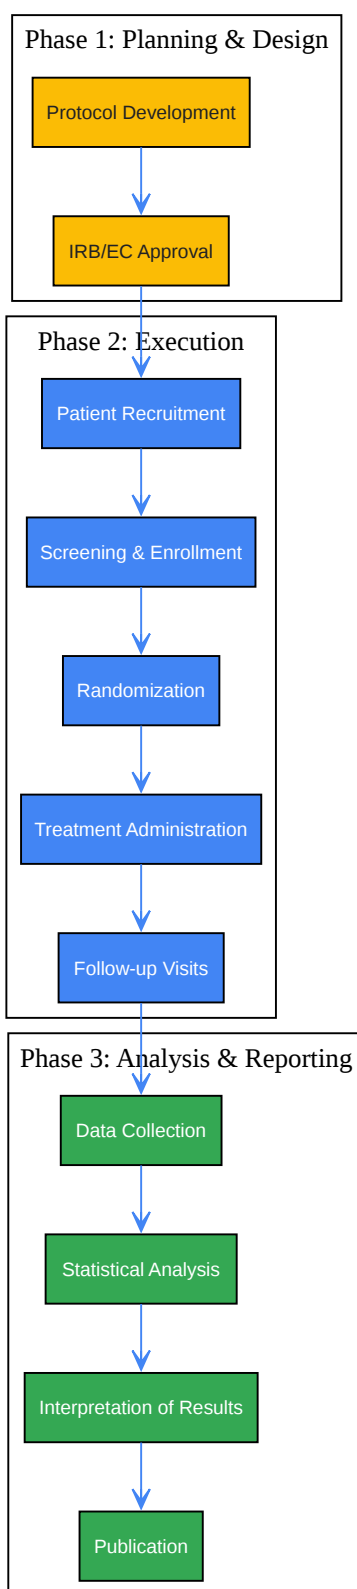 Phase 1: Planning & Design
Protocol Development
IRB/EC Approval
Phase 2: Execution
Patient Recruitment
Screening & Enrollment
Randomization
Treatment Administration
Follow-up Visits
Phase 3: Analysis & Reporting
Data Collection
Statistical Analysis
Interpretation of Results
Publication